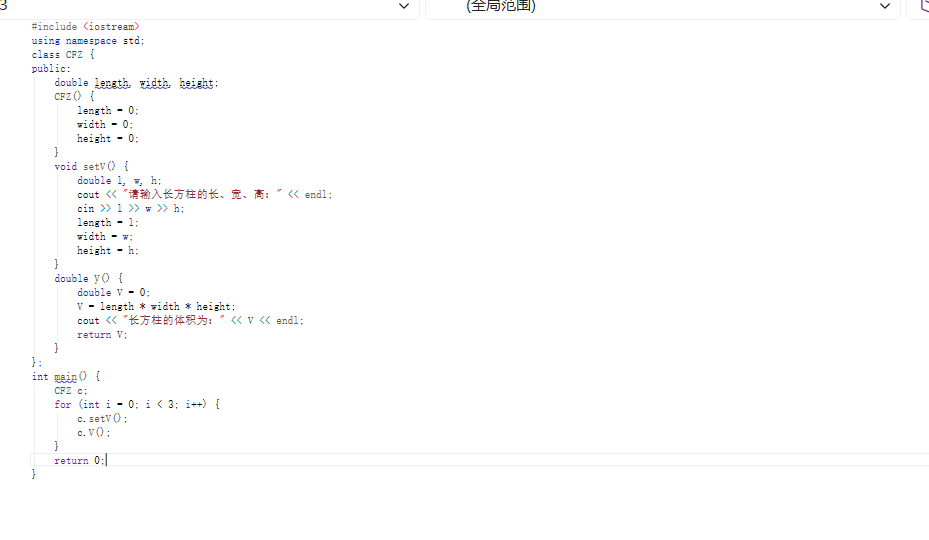 3
(全局范围)
#include <iostream>
using namespace std;
class CFZ {
public:
    double length, width, height;
    CFZ() {
        length = 0;
        width = 0;
        height = 0;
    }
    void setV() {
        double l, w, h;
        cout << "请输入长方柱的长、宽、高：" << endl;
        cin >> l >> w >> h;
        length = l;
        width = w;
        height = h;
    }
    double V() {
        double V = 0;
        V = length * width * height;
        cout << "长方柱的体积为：" << V << endl;
        return V;
    }
};
int main() {
    CFZ c;
    for (int i = 0; i < 3; i++) {
        c.setV();
        c.V();
    }
    return 0;
}